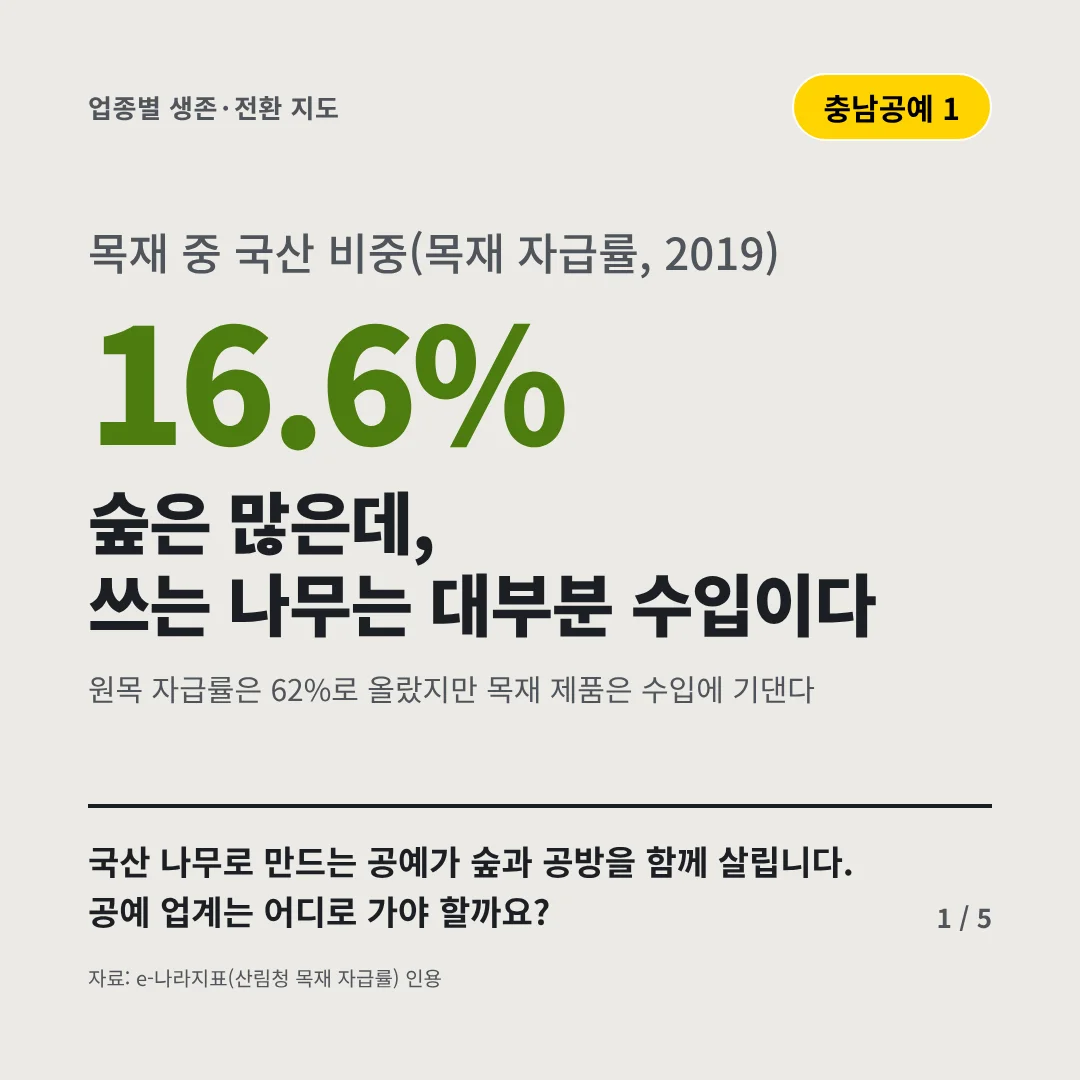 업종별 생존·전환 지도
충남공예 1
목재 중 국산 비중(목재 자급률, 2019)
16.6%
숲은 많은데,
쓰는 나무는 대부분 수입이다
원목 자급률은 62%로 올랐지만 목재 제품은 수입에 기댄다
국산 나무로 만드는 공예가 숲과 공방을 함께 살립니다.
공예 업계는 어디로 가야 할까요?
1 / 5
자료: e-나라지표(산림청 목재 자급률) 인용